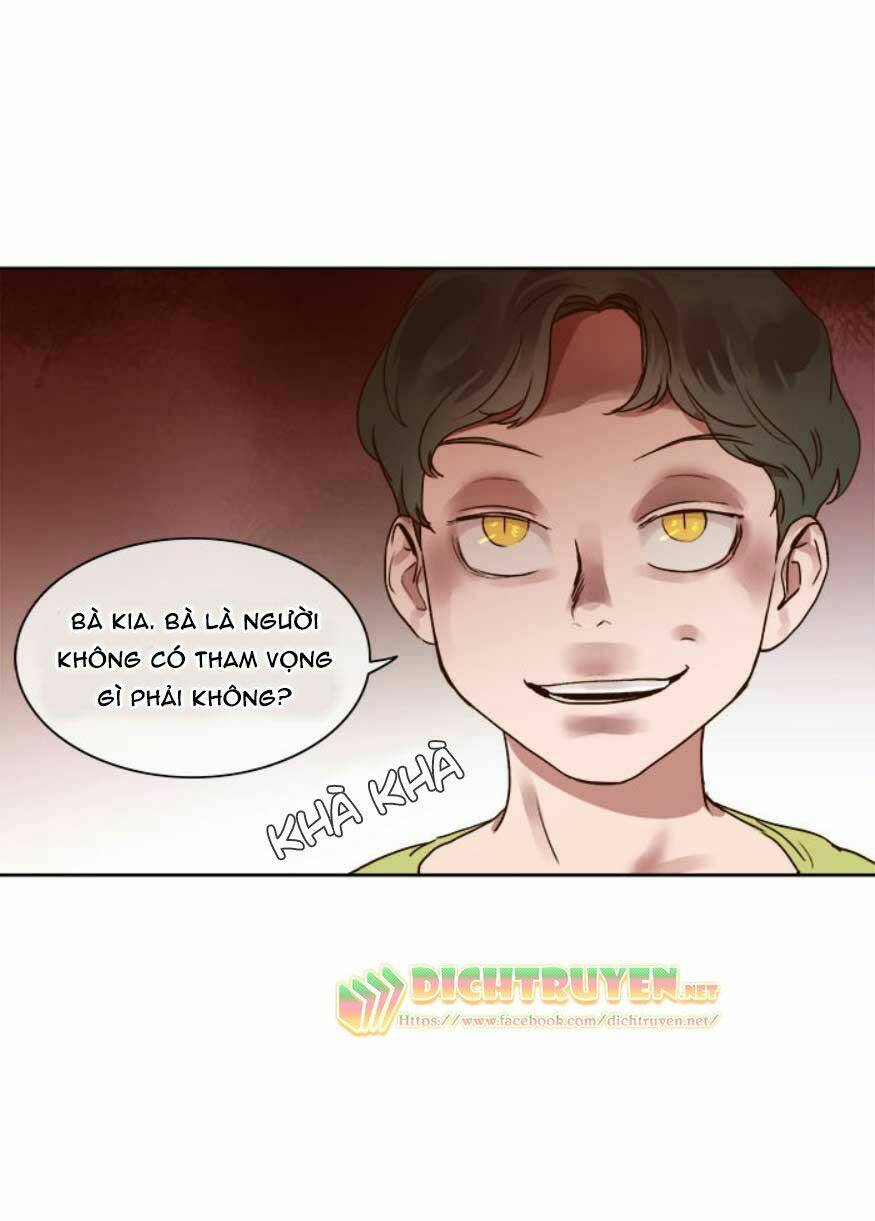 BÀ KIA. BÀ LÀ NGƯỜI
KHÔNG CÓ THAM VỌNG
GÌ PHẢI KHÔNG?
KHÀ KHÀ
DICHTRUYEN.NET
Https://www.facebook.com/dichtruyen.net/